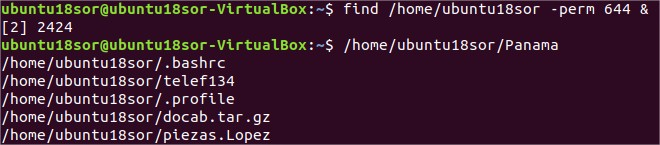 ubuntu18sor@ubuntu18sor-VirtualBox:~$ find /home/ubuntu18sor -perm 644 &
[2] 2424
ubuntu18sor@ubuntu18sor-VirtualBox:~$ /home/ubuntu18sor/Panama
/home/ubuntu18sor/.bashrc
/home/ubuntu18sor/telef134
/home/ubuntu18sor/.profile
/home/ubuntu18sor/docab.tar.gz
/home/ubuntu18sor/piezas.Lopez